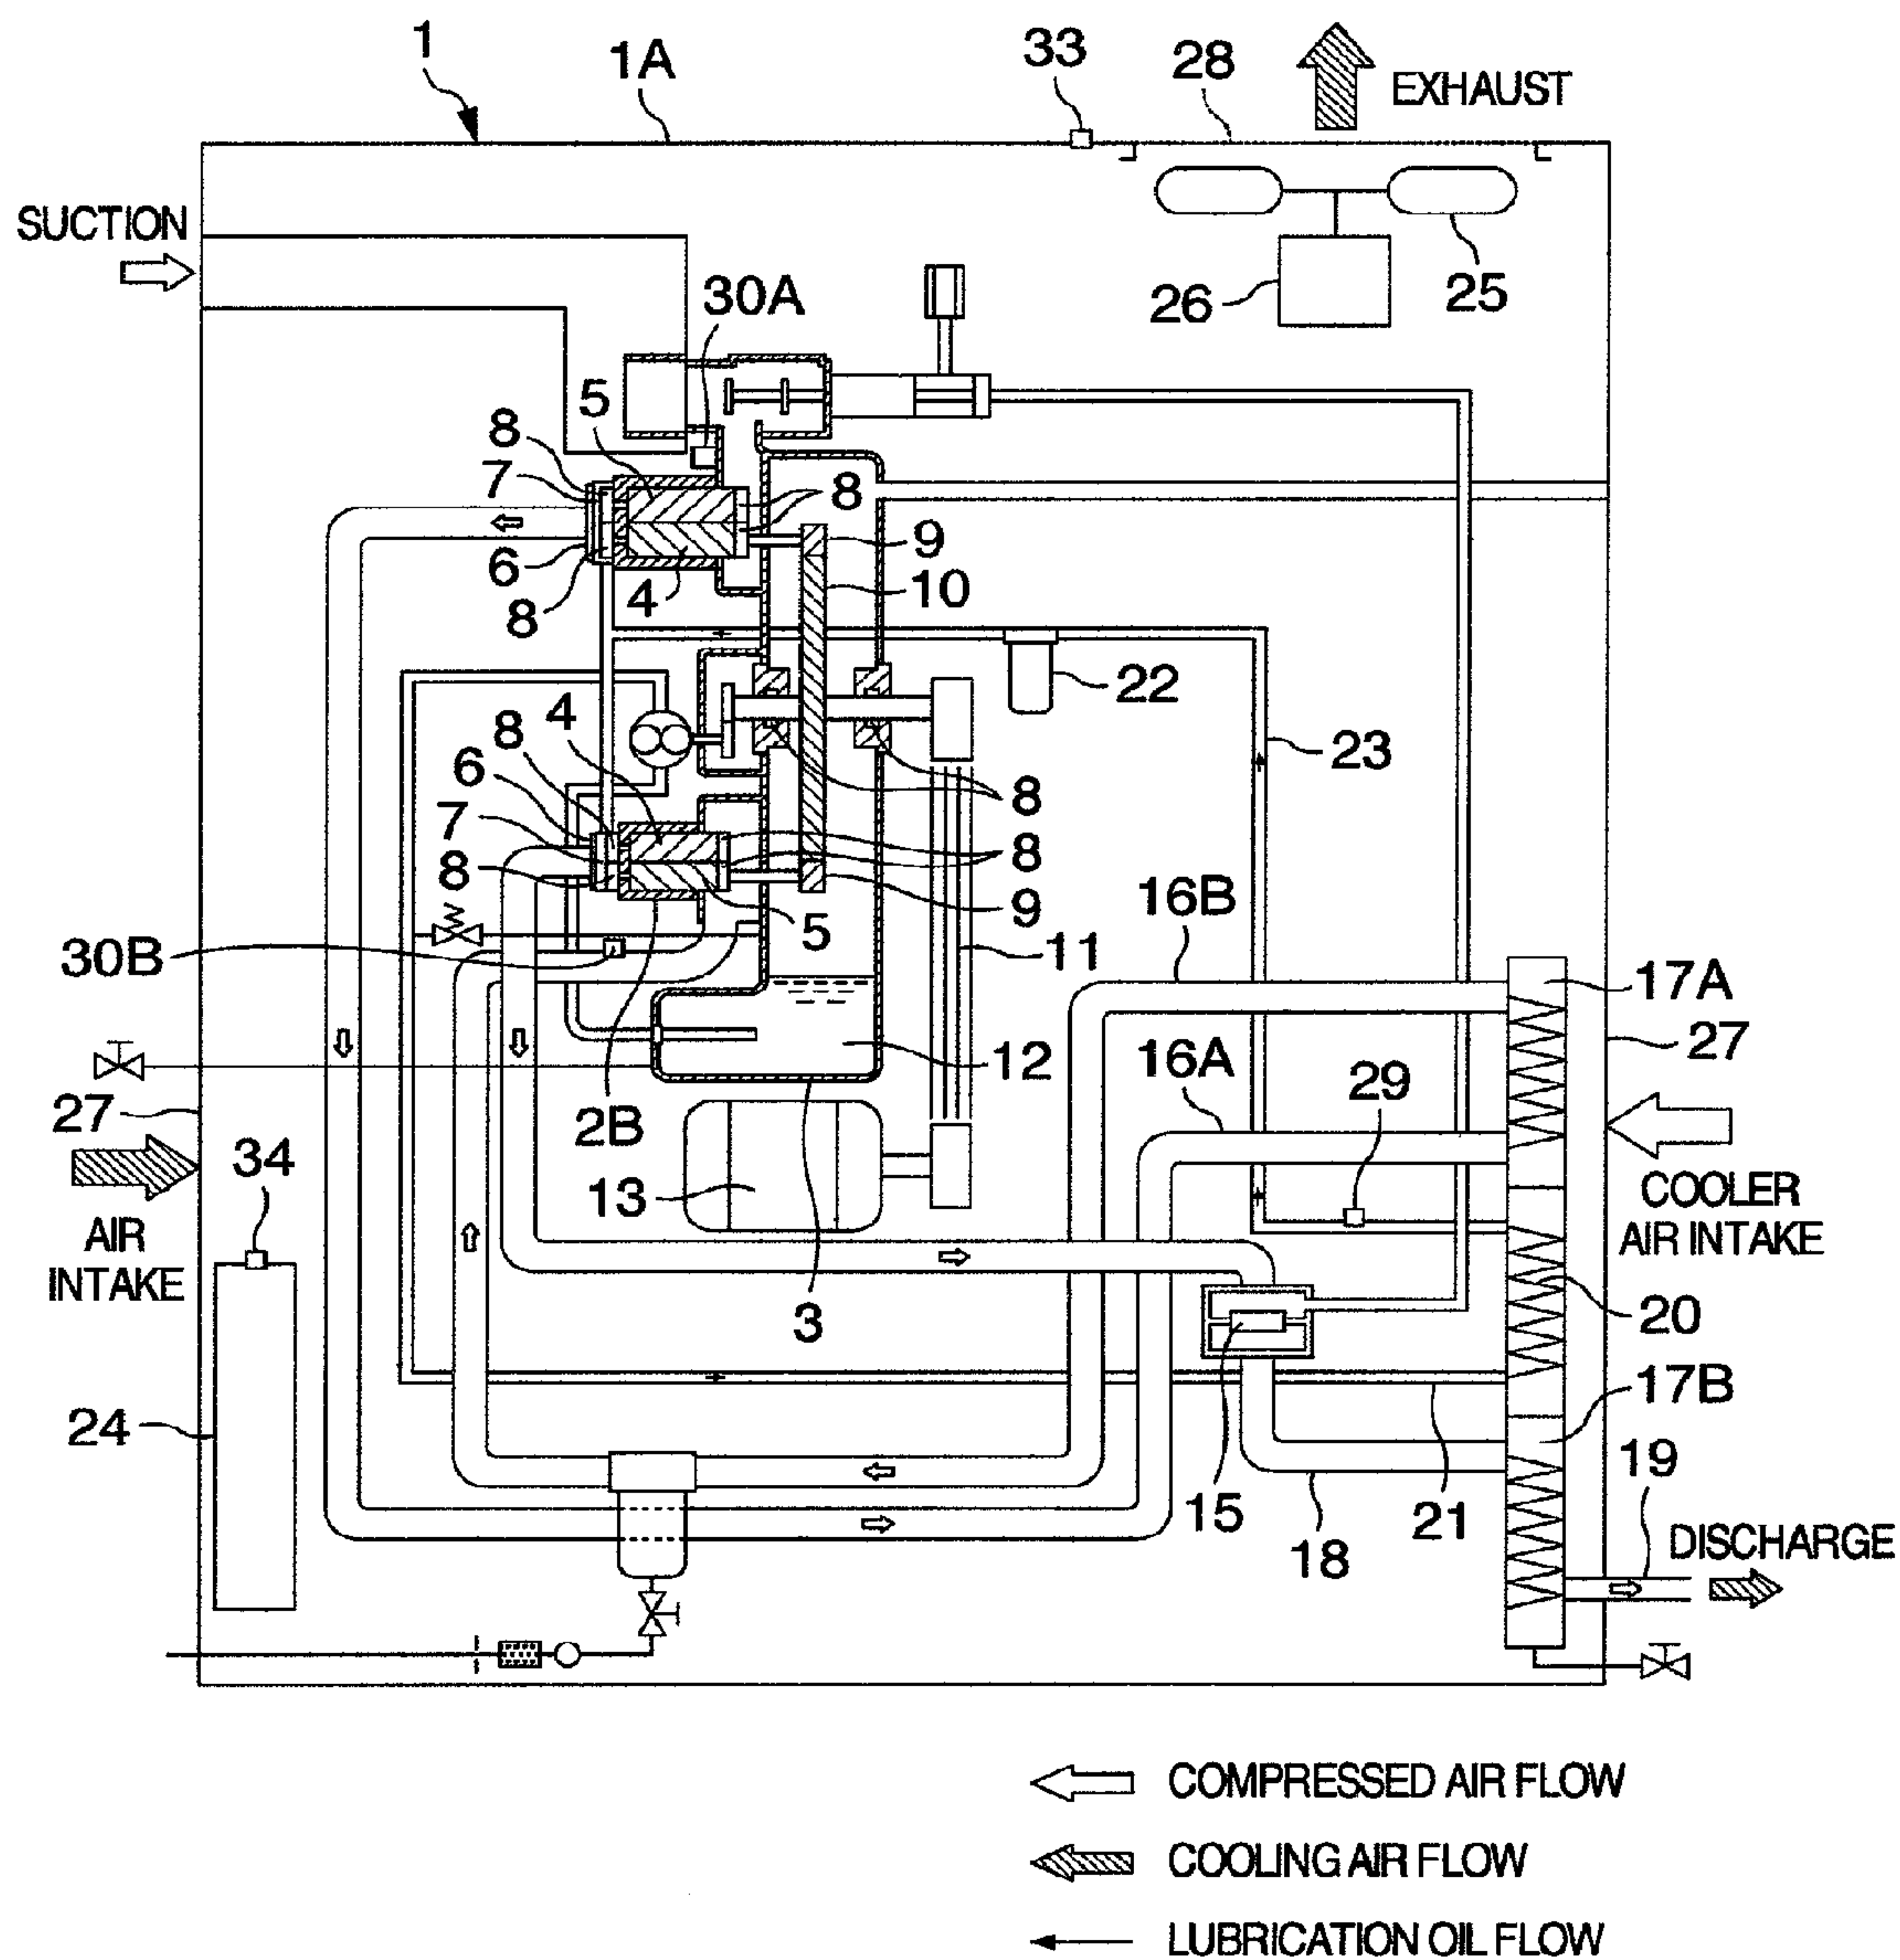 1
1A
33
28
EXHAUST
SUCTION
30A
26
25
5
8
7
8
9
6
4
10
8
22
4
8
23
6
8
7
8
8
9
16B
5
30B
11
17A
12
16A
27
29
27
2B
34
13
COOLER
AIR INTAKE
AIR
INTAKE
3
20
24
17B
19
15
21
18
DISCHARGE
COMPRESSED AIR FLOW
COOLING AIR FLOW
LUBRICATION OIL FLOW